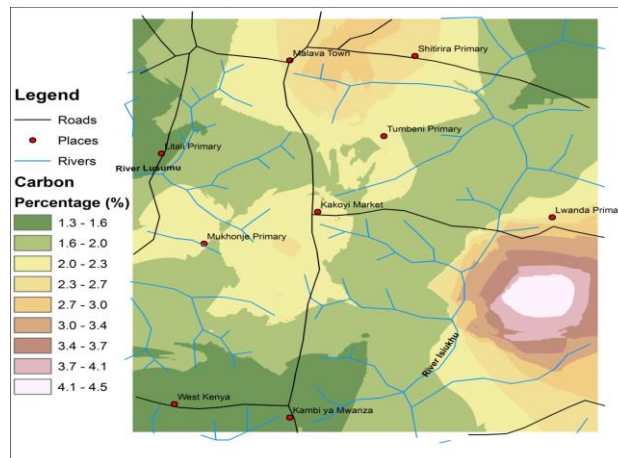 Malava Town
Shitirira Primary
Legend
Roads
Places
Rivers
Tumbeni Primary
Litali Primary
River Lusumu
Carbon
Percentage (%)
1.3 - 1.6
1.6 - 2.0
2.0 - 2.3
2.3 - 2.7
2.7 - 3.0
3.0 - 3.4
3.4 - 3.7
3.7 - 4.1
4.1 - 4.5
Kakoyi Market
Lwanda Prima
Mukhonje Primary
River Isiukhu
West Kenya
Kambi ya Mwanza